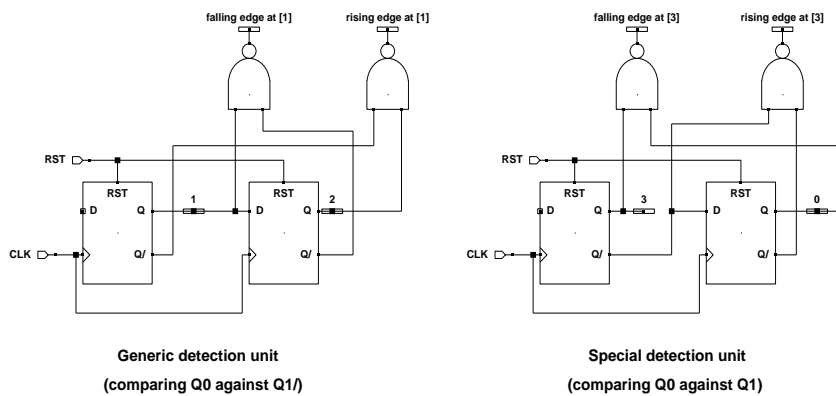 falling edge at [1] rising edge at [1] falling edge at [3] rising edge at [3]
RST RST
RST RST RST RST
1 2 3 0
D Q D Q D Q D Q
CLK Q/ Q/ CLK Q/ Q/
Generic detection unit Special detection unit
(comparing Q0 against Q1/) (comparing Q0 against Q1)